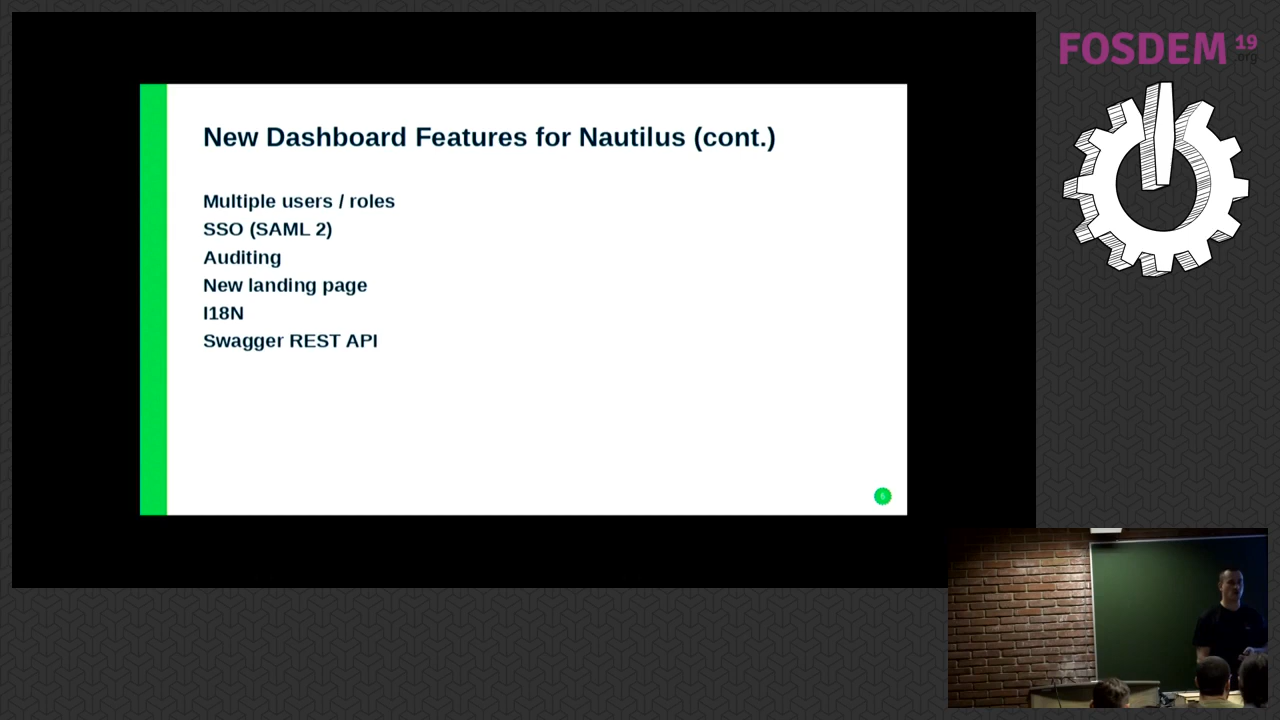 FOSDEM 19
.org
New Dashboard Features for Nautilus (cont.)
Multiple users / roles
SSO (SAML 2)
Auditing
New landing page
I18N
Swagger REST API
6